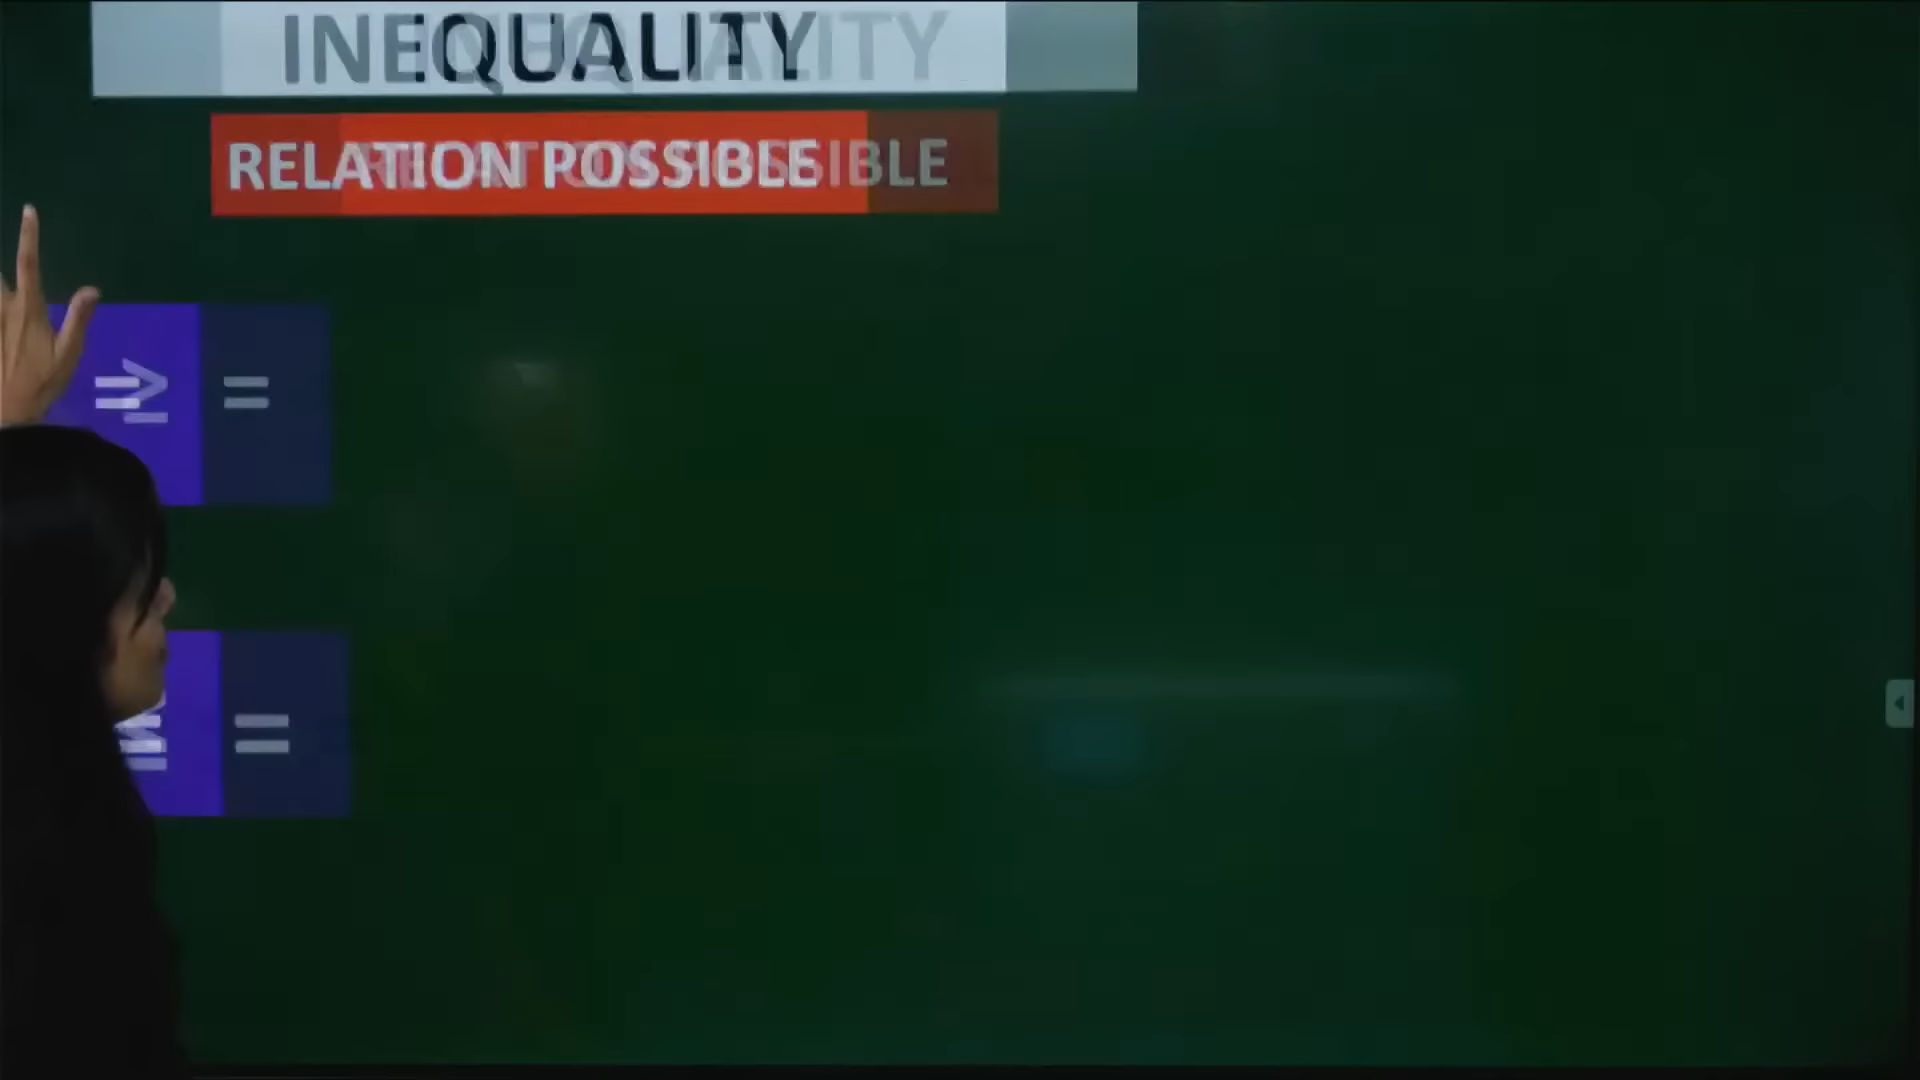 INEQUALITY
RELATION POSSIBLE
≥ =
=